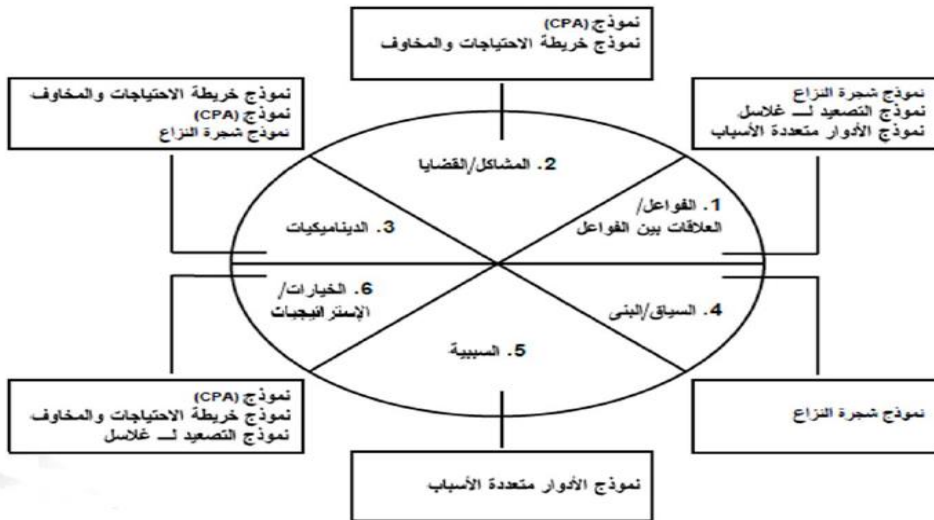 نموذج (CPA)
نموذج خريطة الاحتياجات والمخاوف
نموذج شجرة النزاع
نموذج التصعيد لـــ غلاسل
نموذج الأدوار متعددة الأسباب
نموذج خريطة الاحتياجات والمخاوف
نموذج (CPA)
نموذج شجرة النزاع
2. المشاكل/القضايا
1. الفواعل/
العلاقات بين الفواعل
3. الديناميكيات
6. الخيارات/
الإستراتيجيات
4. السياق/البنى
5. السببية
نموذج (CPA)
نموذج خريطة الاحتياجات والمخاوف
نموذج التصعيد لـــ غلاسل
نموذج شجرة النزاع
نموذج الأدوار متعددة الأسباب